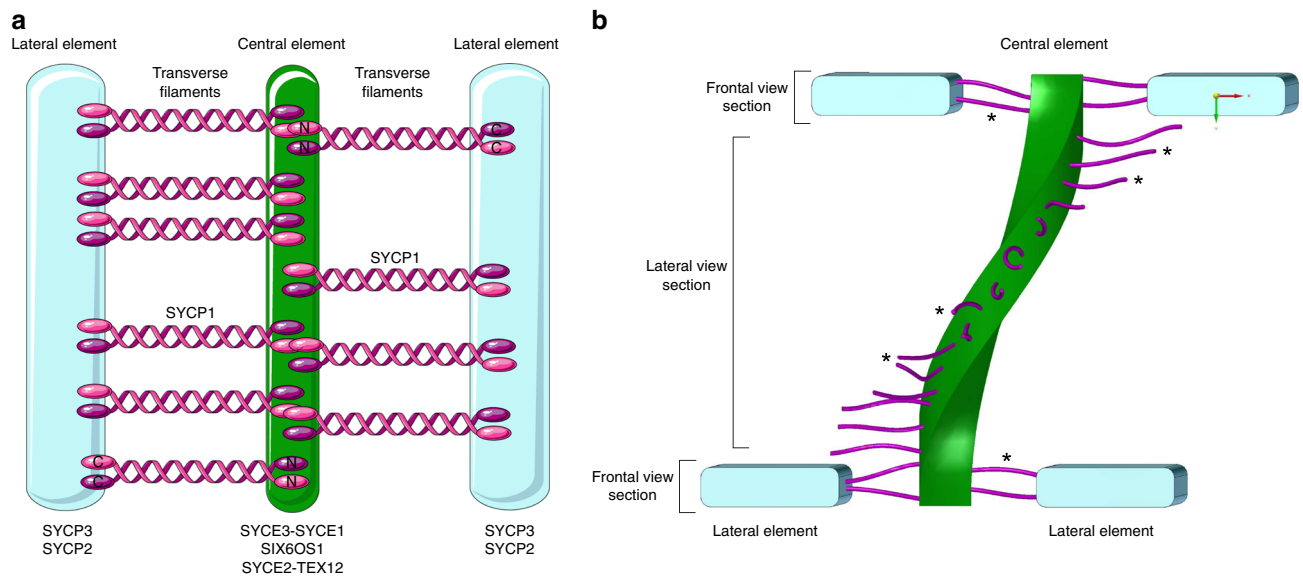 a
Lateral element
Central element
Lateral element
Transverse
filaments
Transverse
filaments
N
N
C
C
SYCP1
SYCP1
C
C
N
N
SYCP3
SYCP2
SYCE3-SYCE1
SIX6OS1
SYCE2-TEX12
SYCP3
SYCP2
b
Central element
Frontal view
section
*
*
*
Lateral view
section
*
*
*
Frontal view
section
Lateral element
Lateral element